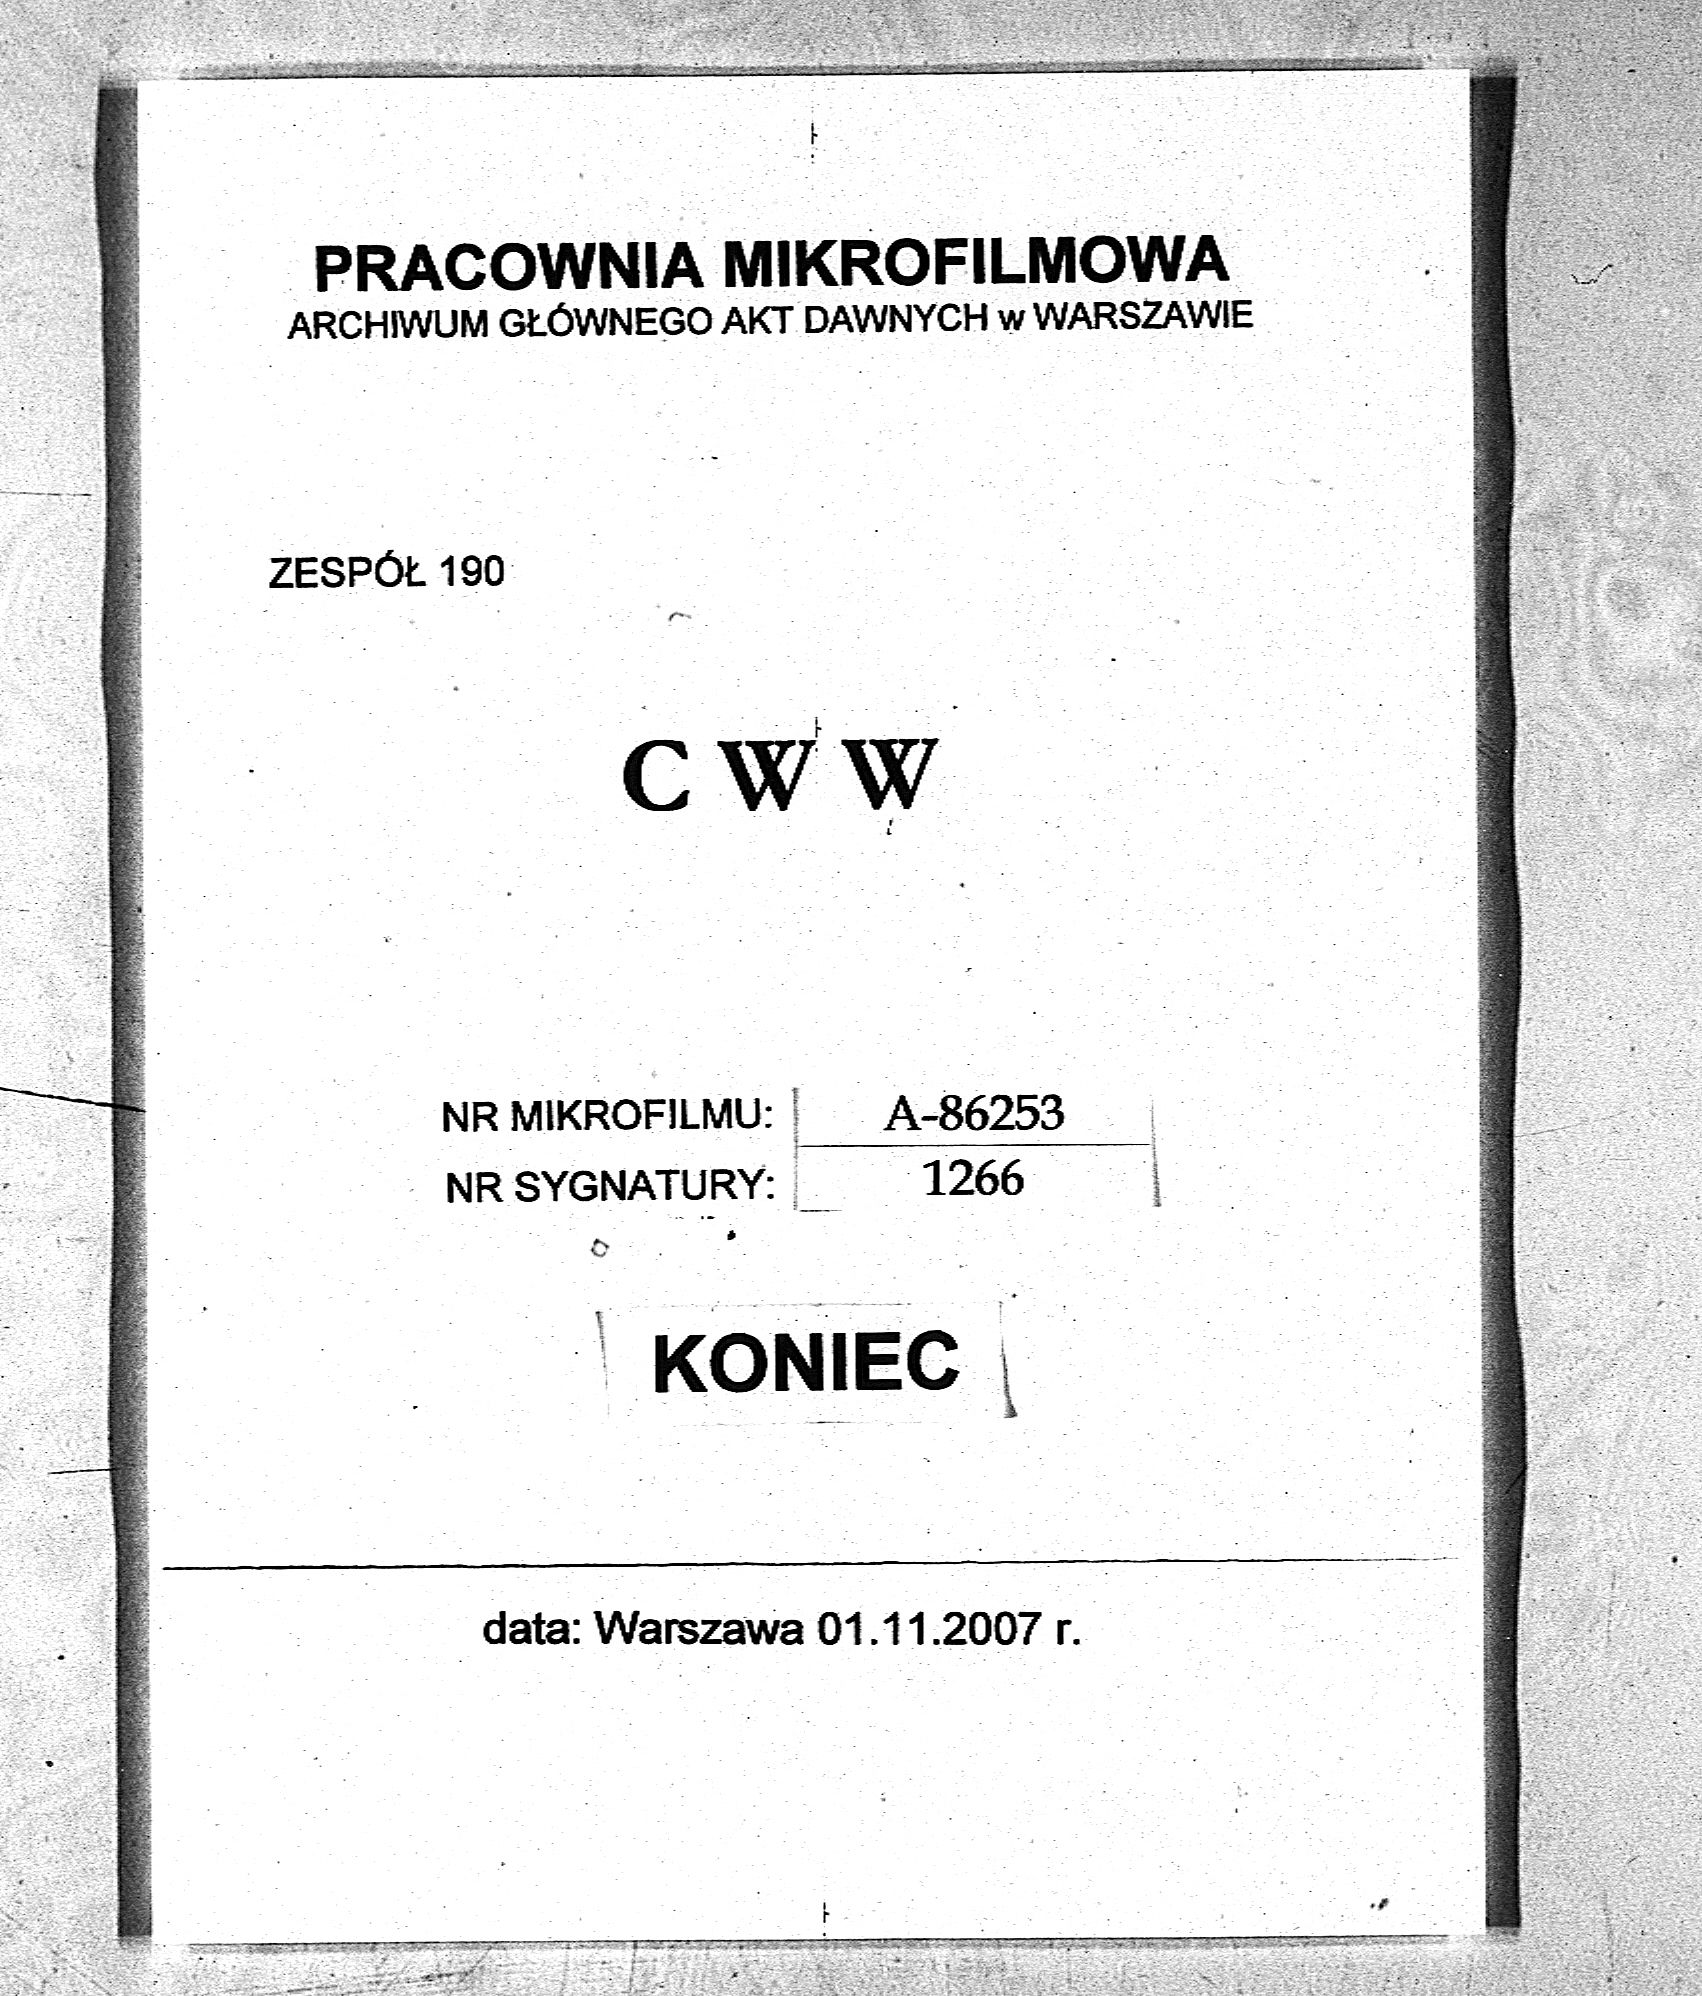 PRACOWNIA MIKROFILMOWA
ARCHIWUM GŁÓWNEGO AKT DAWNYCH w WARSZAWIE
ZESPÓŁ 190
C W W
NR MIKROFILMU: A-86253
NR SYGNATURY: 1266
KONIEC
data: Warszawa 01.11.2007 r.